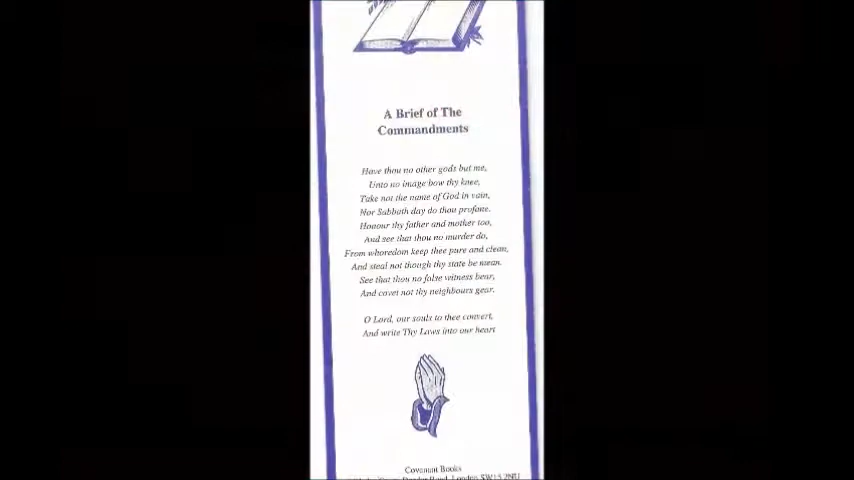 A Brief of The
Commandments
Have thou no other gods but me,
Unto no image bow thy knee,
Take not the name of God in vain,
Nor Sabbath day do thou profane.
Honour thy father and mother too,
And see that thou no murder do,
From whoredom keep thee pure and clean,
And steal not though thy state be mean.
See that thou no false witness bear,
And covet not thy neighbours gear.
O Lord, our souls to thee convert,
And write Thy Laws into our heart
Covenant Books
Road, London SW15 2NU